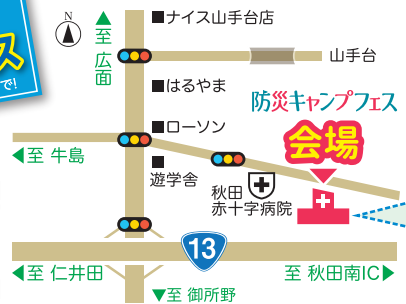 N
至 広面
■ナイス山手台店
山手台
ス
で!
■はるやま
防災キャンプフェス
会場
■ローソン
◀至 牛島
■
遊学舎
秋田
赤十字病院
13
◀至 仁井田
至 秋田南IC▶
▼至 御所野